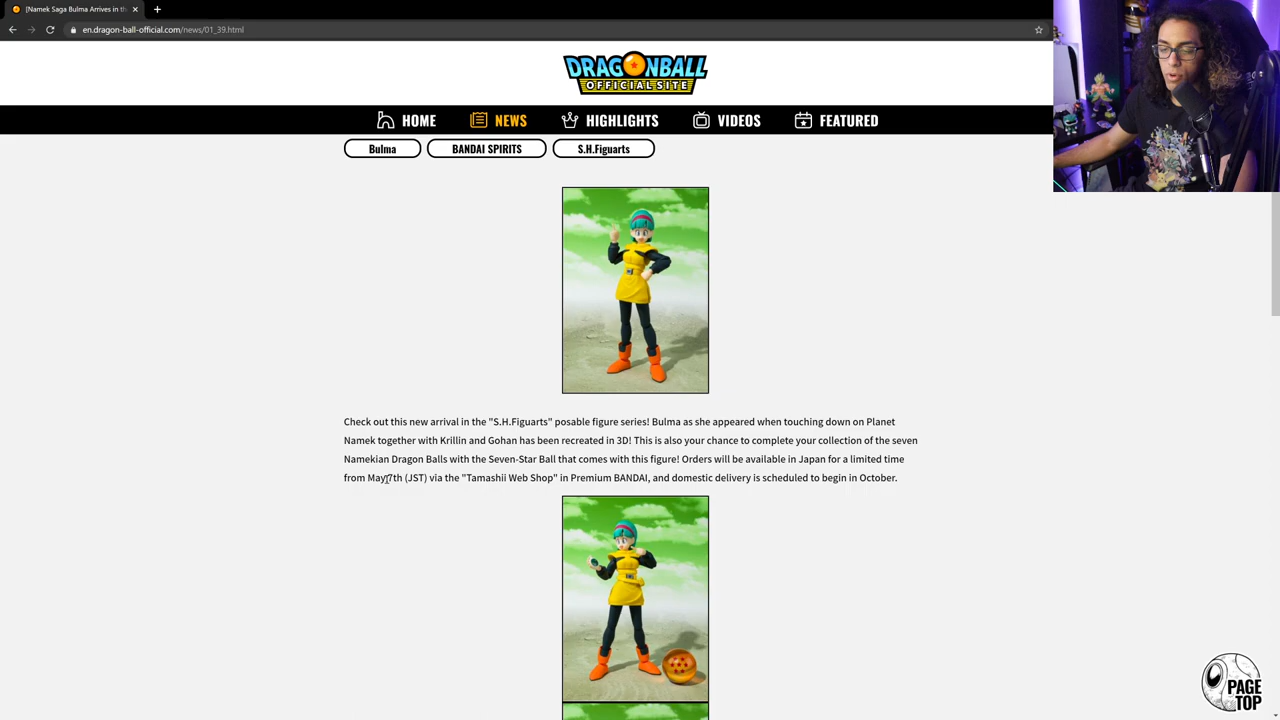 [Namek Saga Bulma Arrives in th
en.dragon-ball-official.com/news/01_39.html
DRAGONBALL
OFFICIAL SITE
HOME
NEWS
HIGHLIGHTS
VIDEOS
FEATURED
Bulma
BANDAI SPIRITS
S.H.Figuarts
Check out this new arrival in the "S.H.Figuarts" posable figure series! Bulma as she appeared when touching down on Planet
Namek together with Krillin and Gohan has been recreated in 3D! This is also your chance to complete your collection of the seven
Namekian Dragon Balls with the Seven-Star Ball that comes with this figure! Orders will be available in Japan for a limited time
from May 7th (JST) via the "Tamashii Web Shop" in Premium BANDAI, and domestic delivery is scheduled to begin in October.
PAGE
TOP